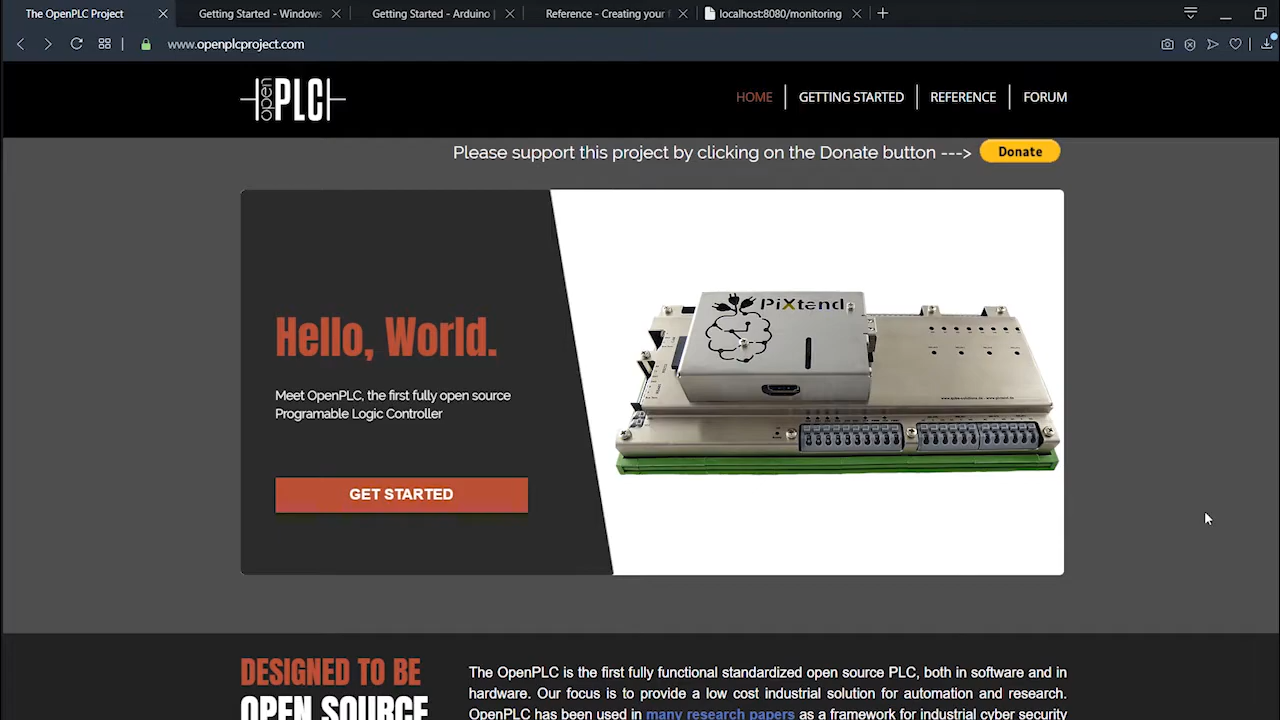 The OpenPLC Project
Getting Started - Windows
Getting Started - Arduino |
Reference - Creating your f
localhost:8080/monitoring
www.openplcproject.com
open PLC
HOME
GETTING STARTED
REFERENCE
FORUM
Please support this project by clicking on the Donate button --->
Donate
Hello, World.
Meet OpenPLC, the first fully open source
Programable Logic Controller
GET STARTED
PiXtend
DESIGNED TO BE
OPEN SOURCE
The OpenPLC is the first fully functional standardized open source PLC, both in software and in
hardware. Our focus is to provide a low cost industrial solution for automation and research.
OpenPLC has been used in many research papers as a framework for industrial cyber security